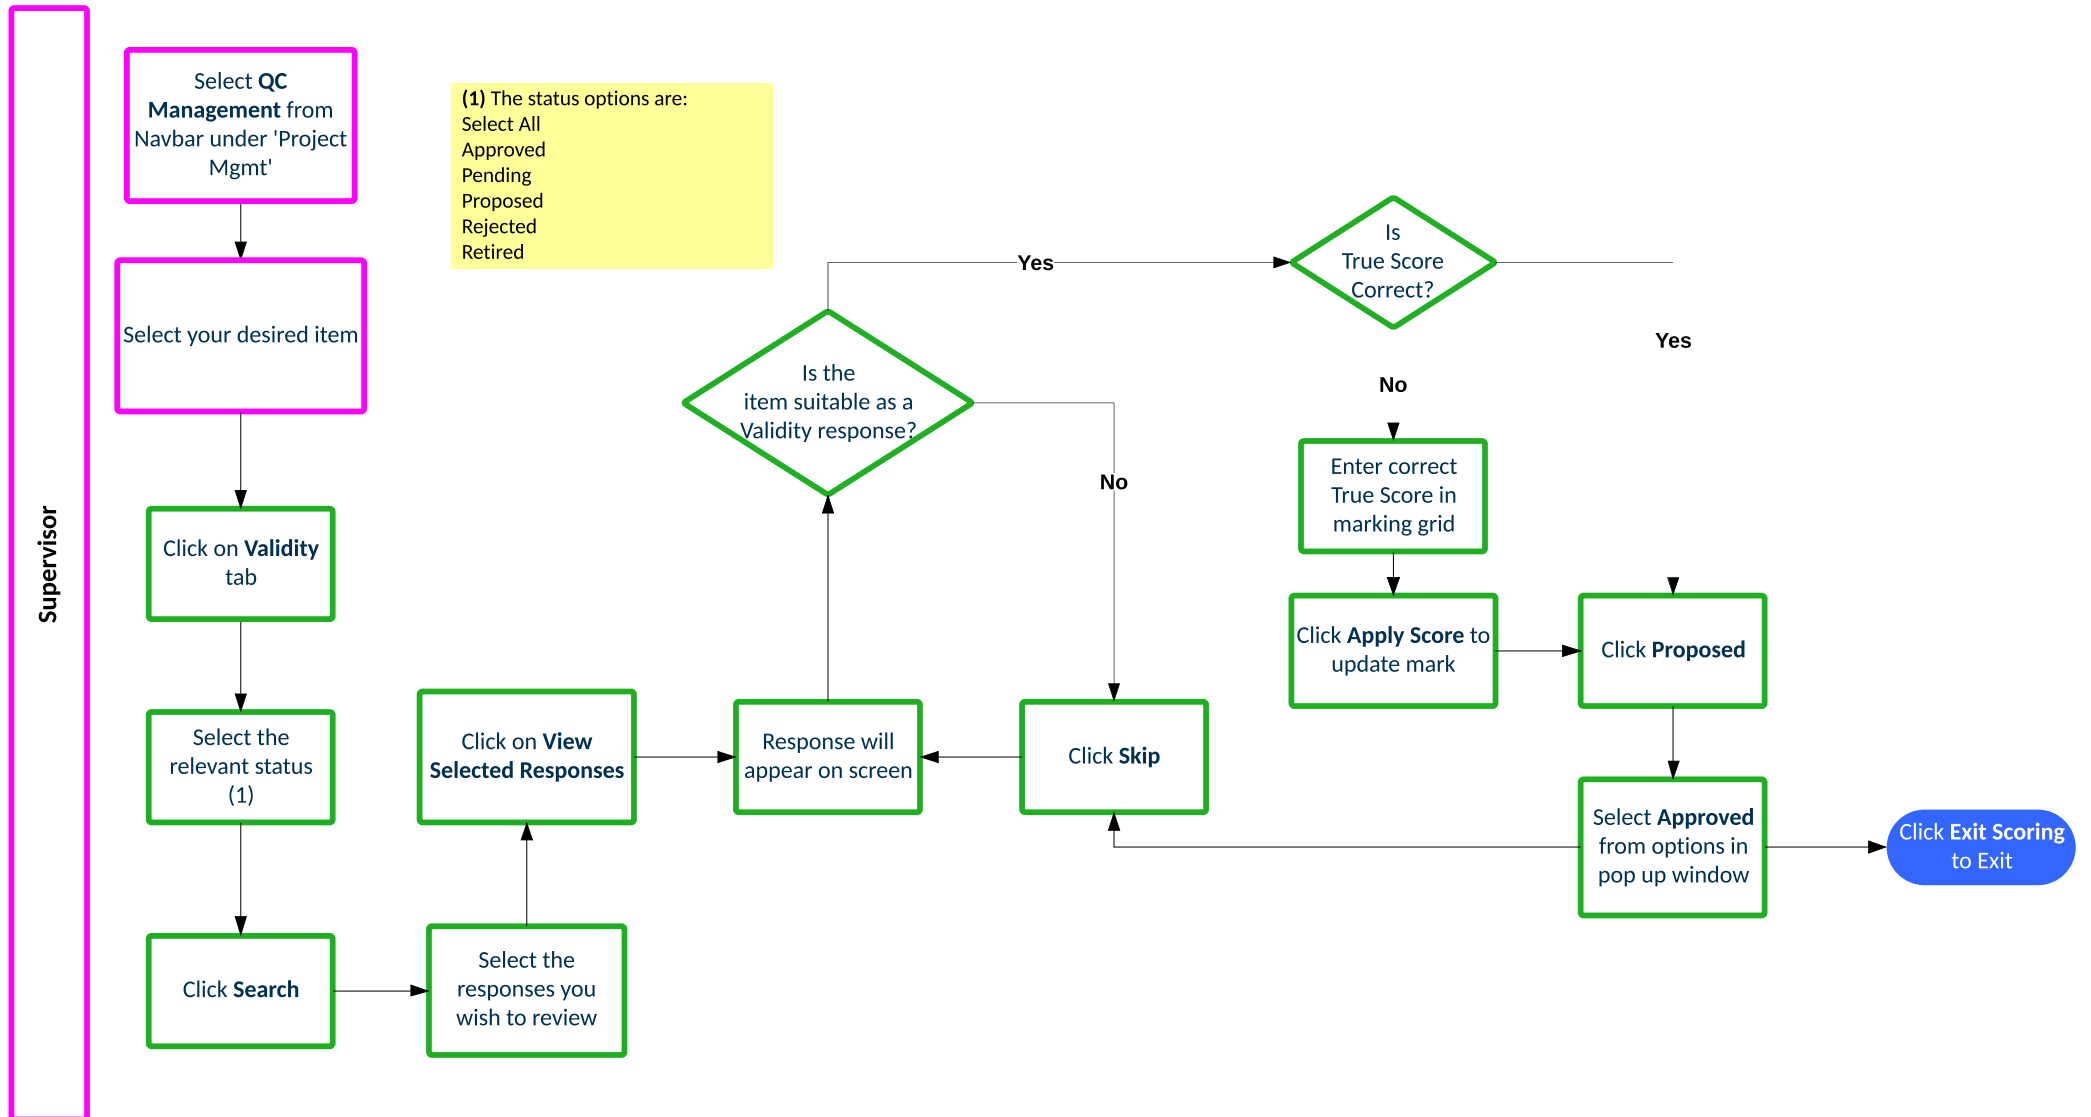 Supervisor
Select QC
Management from
Navbar under 'Project
Mgmt'
Select your desired item
Click on Validity
tab
Select the
relevant status
(1)
Click Search
Select the
responses you
wish to review
Click on View
Selected Responses
(1) The status options are:
Select All
Approved
Pending
Proposed
Rejected
Retired
Response will
appear on screen
Is the
item suitable as a
Validity response?
Yes
No
Click Skip
Is
True Score
Correct?
No
Yes
Enter correct
True Score in
marking grid
Click Apply Score to
update mark
Click Proposed
Select Approved
from options in
pop up window
Click Exit Scoring
to Exit